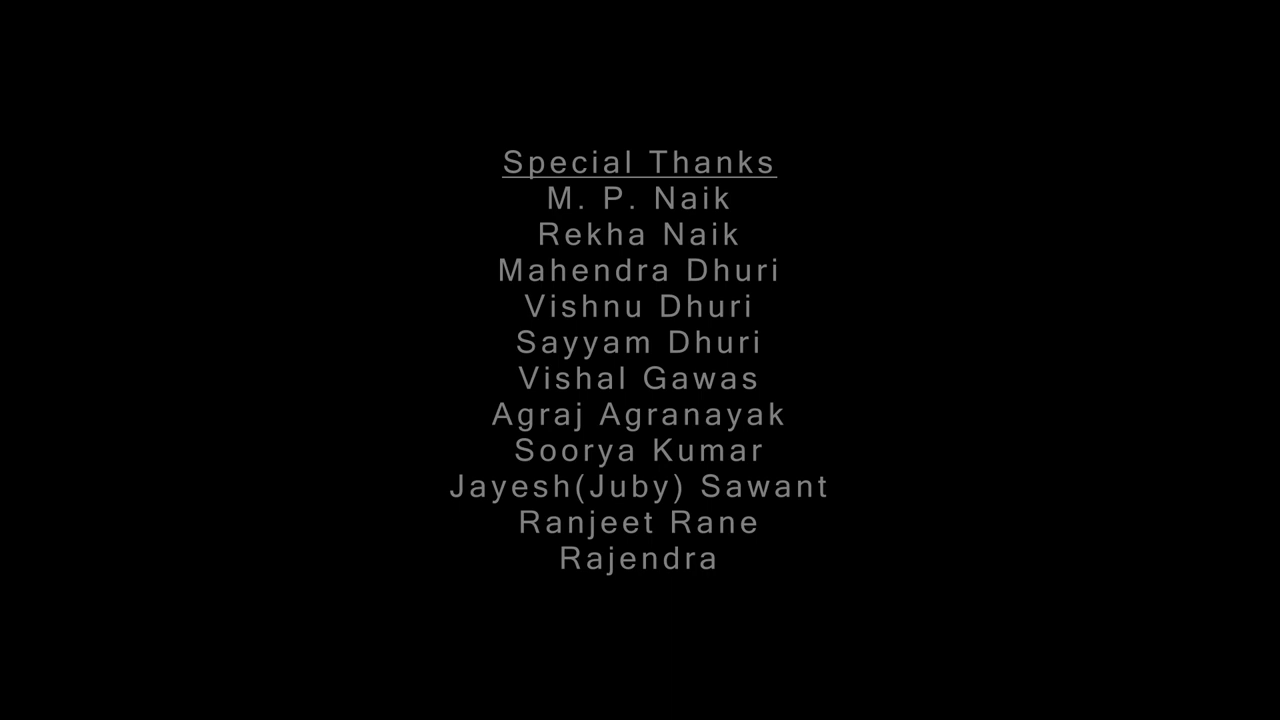 Special Thanks
M. P. Naik
Rekha Naik
Mahendra Dhuri
Vishnu Dhuri
Sayyam Dhuri
Vishal Gawas
Agraj Agranayak
Soorya Kumar
Jayesh(Juby) Sawant
Ranjeet Rane
Rajendra